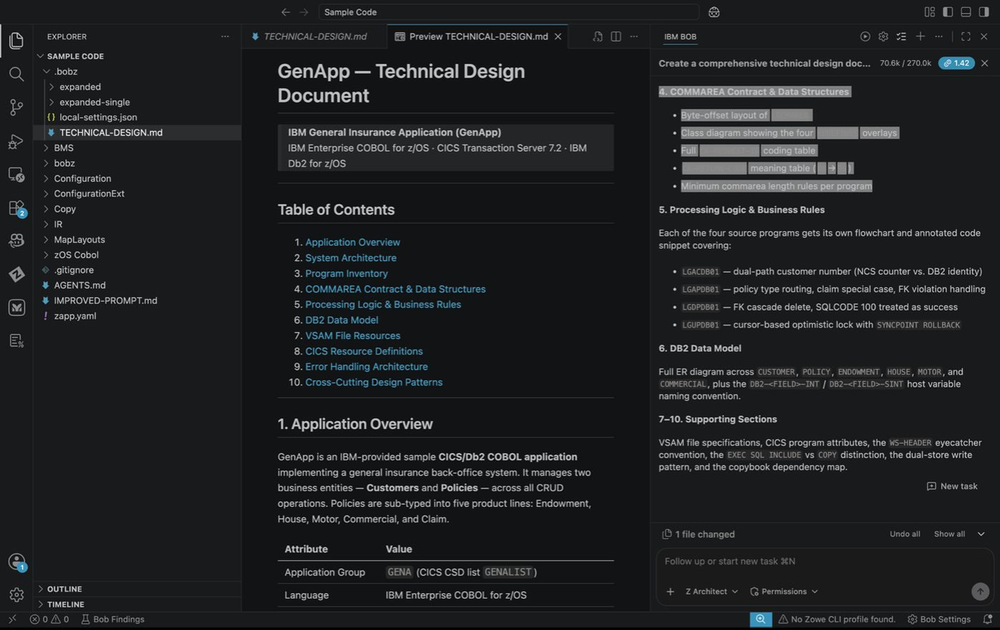 Sample Code
EXPLORER
SAMPLE CODE
.bobz
expanded
expanded-single
{} local-settings.json
TECHNICAL-DESIGN.md
BMS
bobz
Configuration
ConfigurationExt
Copy
IR
MapLayouts
zOS Cobol
.gitignore
AGENTS.md
IMPROVED-PROMPT.md
! zapp.yaml
OUTLINE
TIMELINE
2
1
TECHNICAL-DESIGN.md
Preview TECHNICAL-DESIGN.md
GenApp — Technical Design
Document
IBM General Insurance Application (GenApp)
IBM Enterprise COBOL for z/OS · CICS Transaction Server 7.2 · IBM
Db2 for z/OS
Table of Contents
1. Application Overview
2. System Architecture
3. Program Inventory
4. COMMAREA Contract & Data Structures
5. Processing Logic & Business Rules
6. DB2 Data Model
7. VSAM File Resources
8. CICS Resource Definitions
9. Error Handling Architecture
10. Cross-Cutting Design Patterns
1. Application Overview
GenApp is an IBM-provided sample CICS/Db2 COBOL application
implementing a general insurance back-office system. It manages two
business entities — Customers and Policies — across all CRUD
operations. Policies are sub-typed into five product lines: Endowment,
House, Motor, Commercial, and Claim.
Attribute Value
Application Group GENA (CICS CSD list GENALIST)
Language IBM Enterprise COBOL for z/OS
IBM BOB
Create a comprehensive technical design doc... 70.6k / 270.0k 1.42
4. COMMAREA Contract & Data Structures
• Byte-offset layout of
• Class diagram showing the four overlays
• Full coding table
• meaning table ( → )
• Minimum commarea length rules per program
5. Processing Logic & Business Rules
Each of the four source programs gets its own flowchart and annotated code
snippet covering:
• LGACDB01 — dual-path customer number (NCS counter vs. DB2 identity)
• LGAPDB01 — policy type routing, claim special case, FK violation handling
• LGDPDB01 — FK cascade delete, SQLCODE 100 treated as success
• LGUPDB01 — cursor-based optimistic lock with SYNCPOINT ROLLBACK
6. DB2 Data Model
Full ER diagram across CUSTOMER, POLICY, ENDOWMENT, HOUSE, MOTOR, and
COMMERCIAL, plus the DB2-<FIELD>-INT / DB2-<FIELD>-SINT host variable
naming convention.
7–10. Supporting Sections
VSAM file specifications, CICS program attributes, the WS-HEADER eyecatcher
convention, the EXEC SQL INCLUDE vs COPY distinction, the dual-store write
pattern, and the copybook dependency map.
New task
1 file changed Undo all Show all
Follow up or start new task ⌘N
Z Architect Permissions
0 0 Bob Findings
No Zowe CLI profile found. Bob Settings